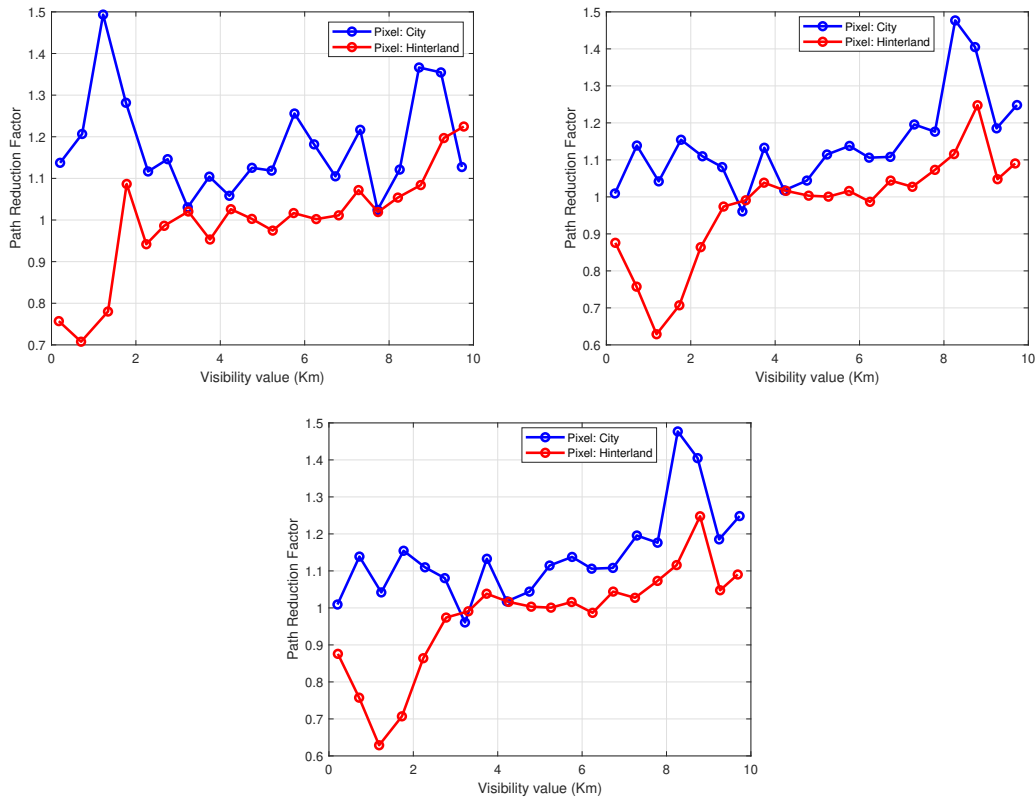 1.5
1.4
1.3
1.2
1.1
1
0.9
0.8
0.7
Path Reduction Factor
Pixel: City
Pixel: Hinterland
0 2 4 6 8 10
Visibility value (Km)
1.5
1.4
1.3
1.2
1.1
1
0.9
0.8
0.7
0.6
Path Reduction Factor
Pixel: City
Pixel: Hinterland
0 2 4 6 8 10
Visibility value (Km)
1.5
1.4
1.3
1.2
1.1
1
0.9
0.8
0.7
0.6
Path Reduction Factor
Pixel: City
Pixel: Hinterland
0 2 4 6 8 10
Visibility value (Km)